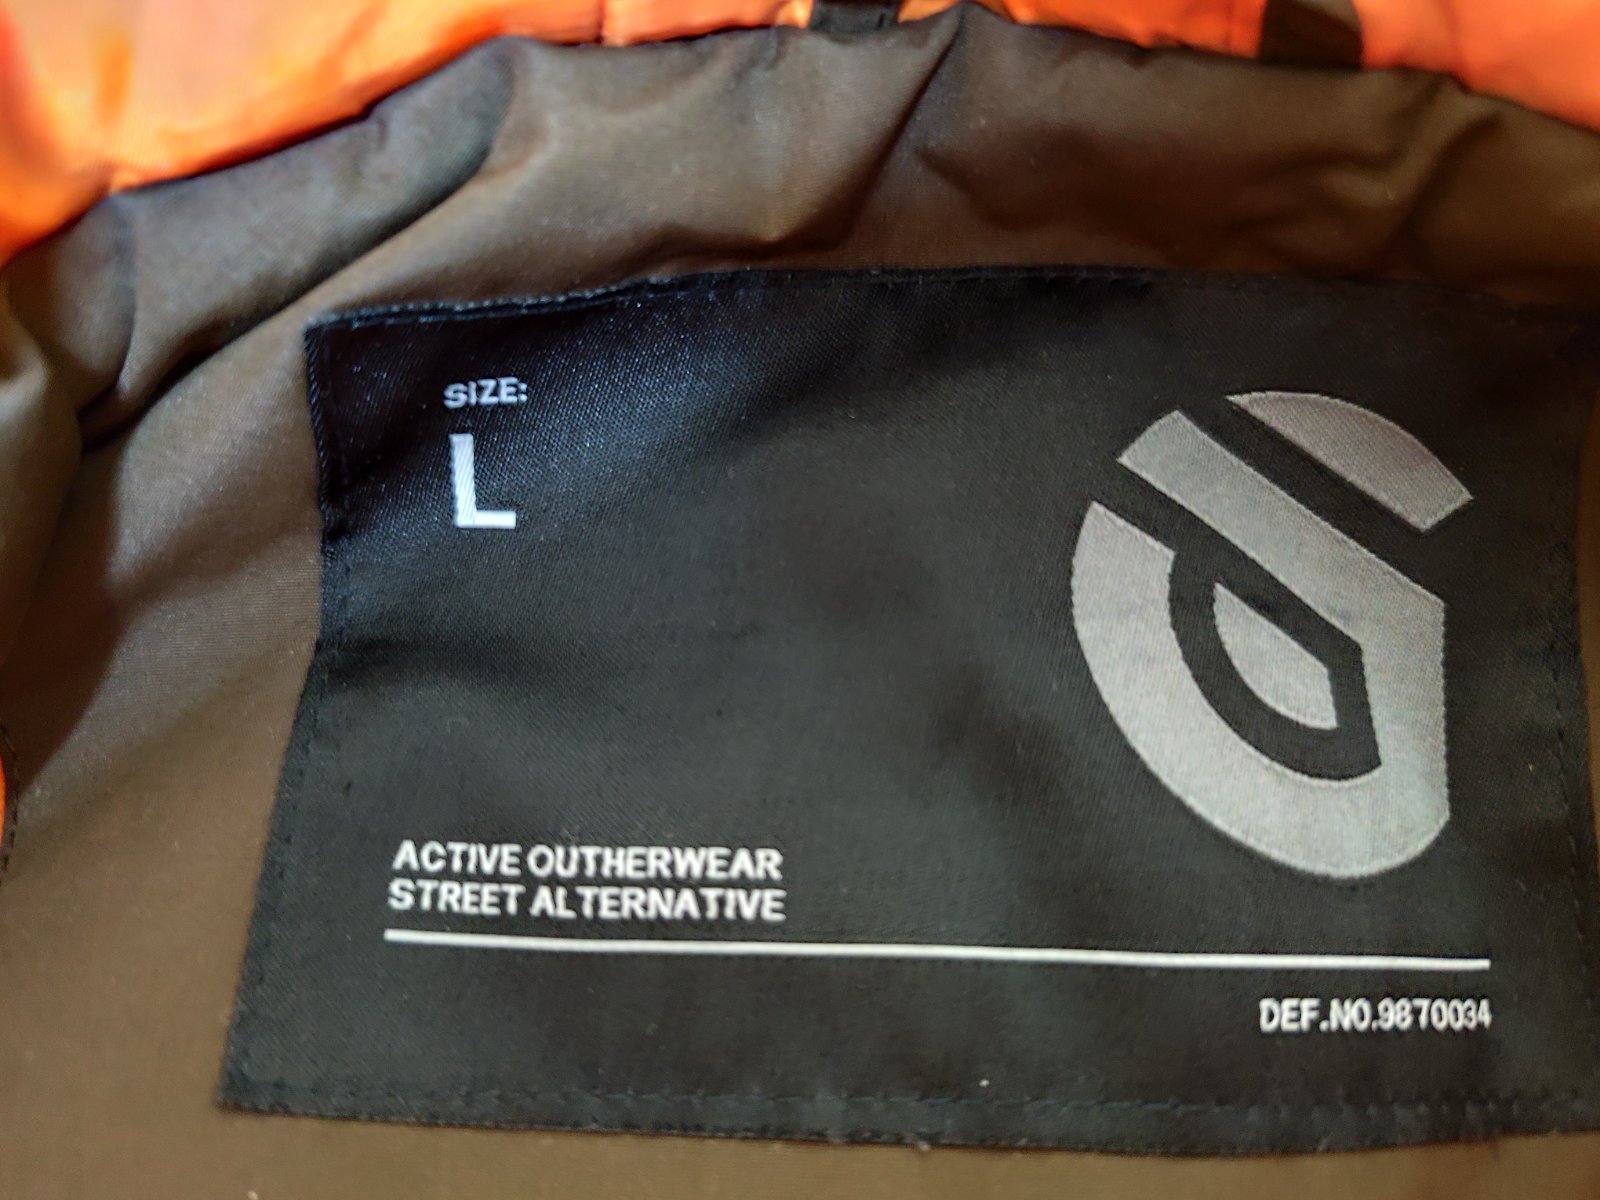 SIZE:
L
ACTIVE OUTHERWEAR
STREET ALTERNATIVE
DEF.NO.9870034